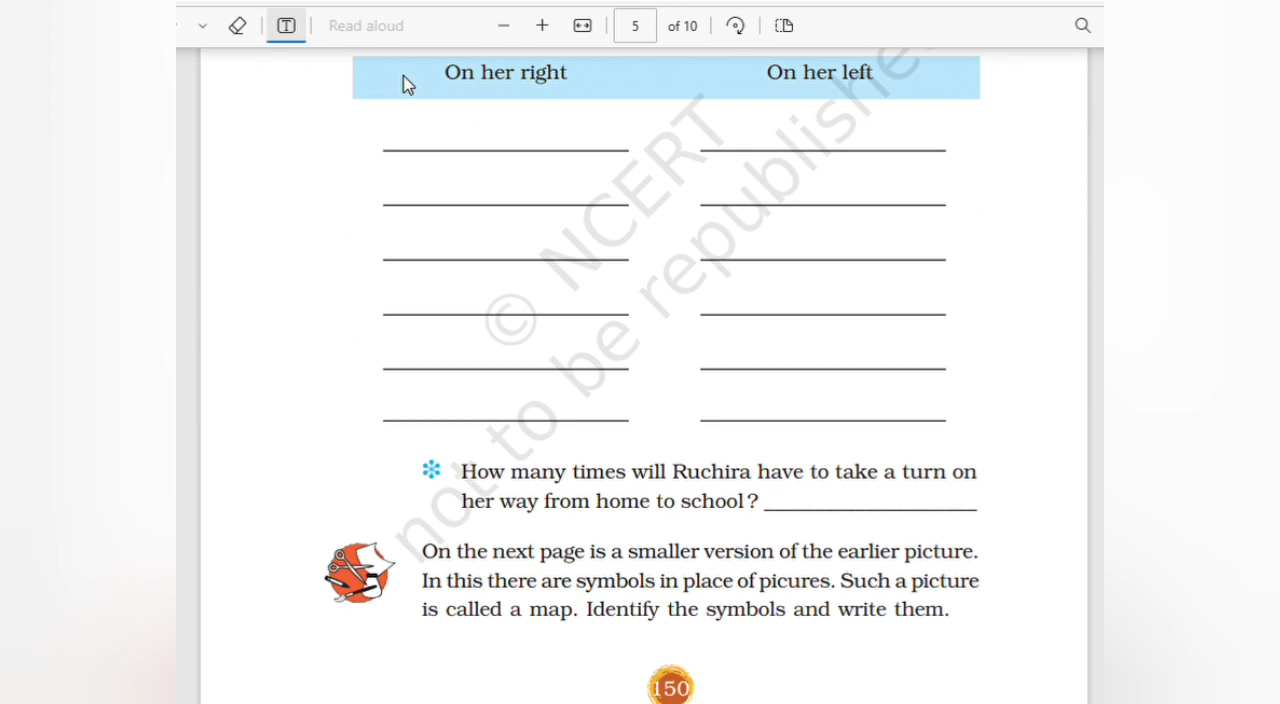 Read aloud
5 of 10
On her right On her left
© NCERT
not to be republishe
How many times will Ruchira have to take a turn on
her way from home to school?
On the next page is a smaller version of the earlier picture.
In this there are symbols in place of picures. Such a picture
is called a map. Identify the symbols and write them.
150